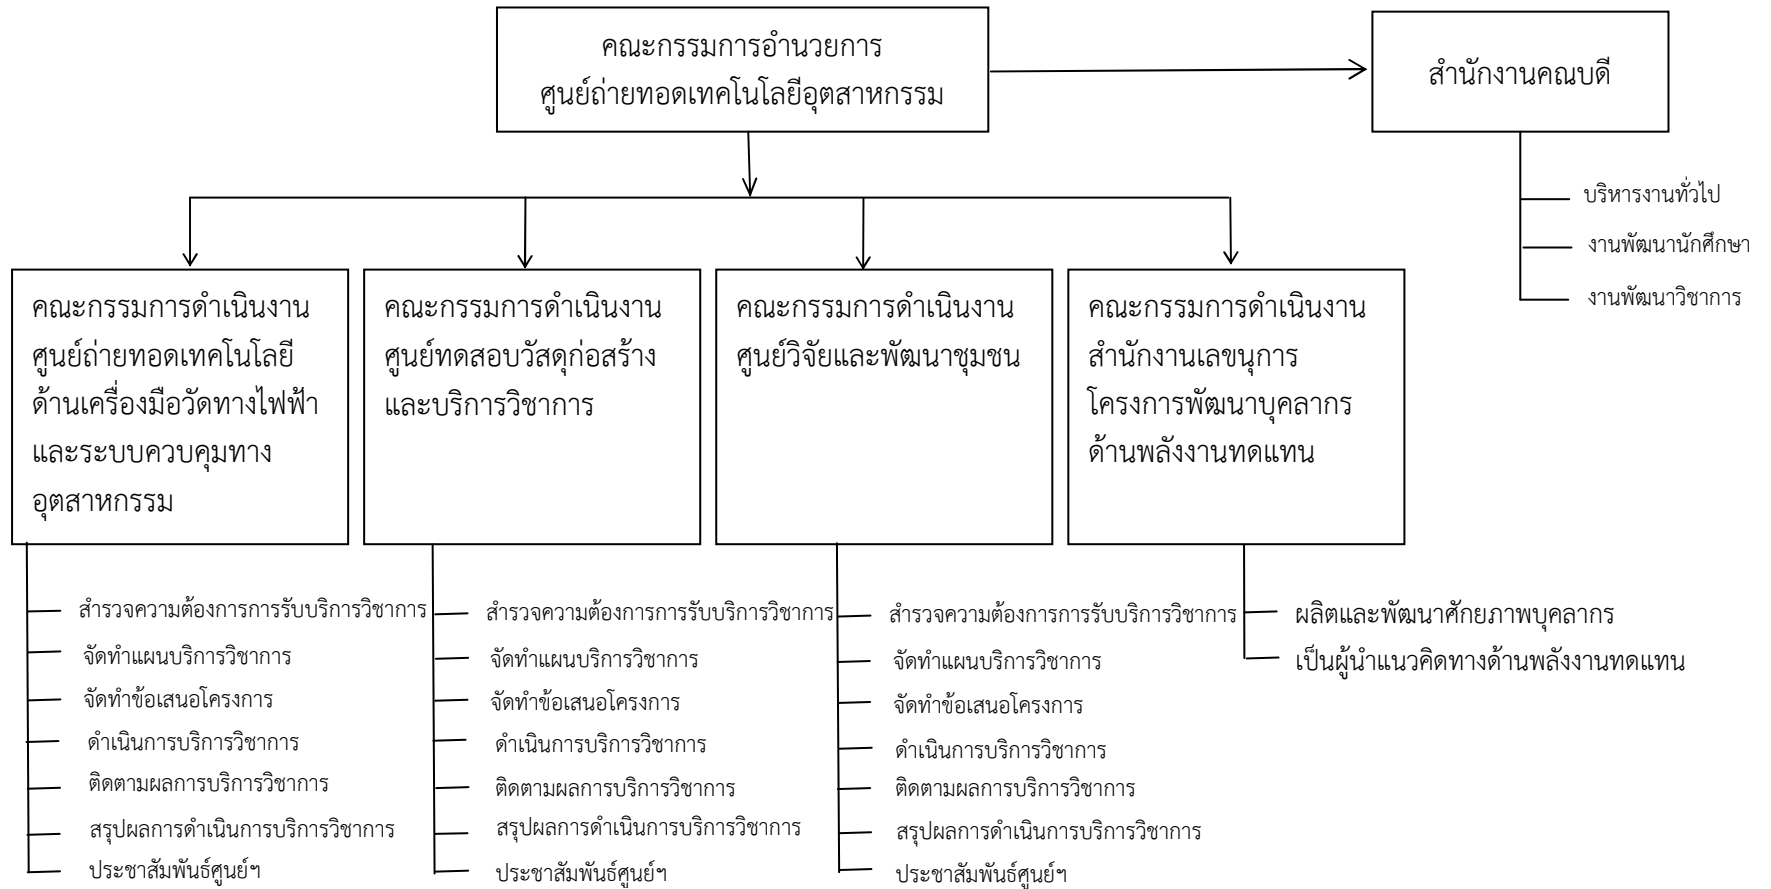 คณะกรรมการอำนวยการ
ศูนย์ถ่ายทอดเทคโนโลยีอุตสาหกรรม
สำนักงานคณบดี
บริหารงานทั่วไป
งานพัฒนานักศึกษา
งานพัฒนาวิชาการ
คณะกรรมการดำเนินงาน
ศูนย์ถ่ายทอดเทคโนโลยี
ด้านเครื่องมือวัดทางไฟฟ้า
และระบบควบคุมทาง
อุตสาหกรรม
คณะกรรมการดำเนินงาน
ศูนย์ทดสอบวัสดุก่อสร้าง
และบริการวิชาการ
คณะกรรมการดำเนินงาน
ศูนย์วิจัยและพัฒนาชุมชน
คณะกรรมการดำเนินงาน
สำนักงานเลขนุการ
โครงการพัฒนาบุคลากร
ด้านพลังงานทดแทน
สำรวจความต้องการการรับบริการวิชาการ
จัดทำแผนบริการวิชาการ
จัดทำข้อเสนอโครงการ
ดำเนินการบริการวิชาการ
ติดตามผลการบริการวิชาการ
สรุปผลการดำเนินการบริการวิชาการ
ประชาสัมพันธ์ศูนย์ฯ
สำรวจความต้องการการรับบริการวิชาการ
จัดทำแผนบริการวิชาการ
จัดทำข้อเสนอโครงการ
ดำเนินการบริการวิชาการ
ติดตามผลการบริการวิชาการ
สรุปผลการดำเนินการบริการวิชาการ
ประชาสัมพันธ์ศูนย์ฯ
สำรวจความต้องการการรับบริการวิชาการ
จัดทำแผนบริการวิชาการ
จัดทำข้อเสนอโครงการ
ดำเนินการบริการวิชาการ
ติดตามผลการบริการวิชาการ
สรุปผลการดำเนินการบริการวิชาการ
ประชาสัมพันธ์ศูนย์ฯ
ผลิตและพัฒนาศักยภาพบุคลากร
เป็นผู้นำแนวคิดทางด้านพลังงานทดแทน